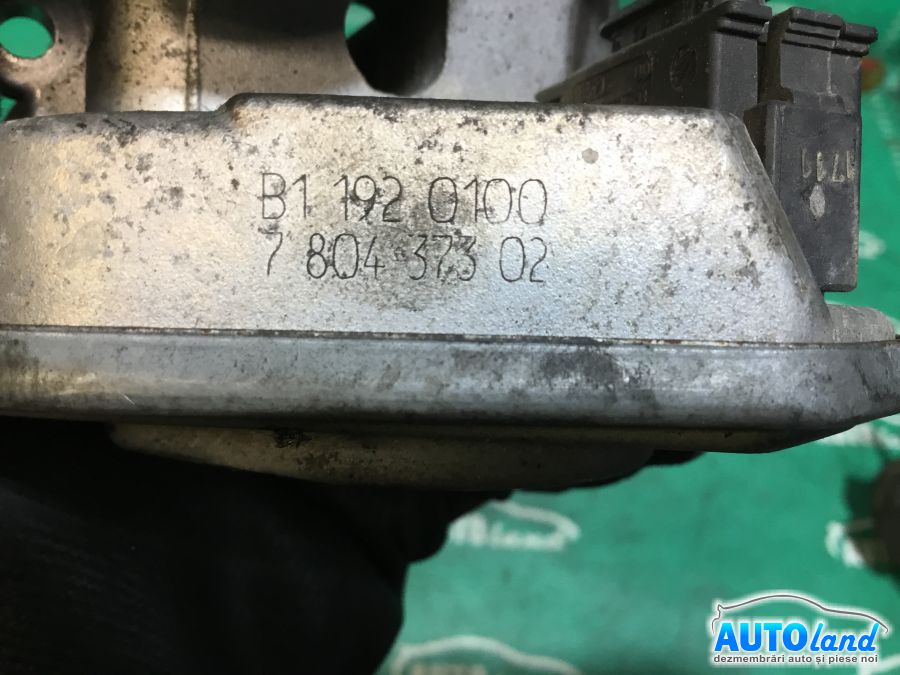 B1 192 0100
7 804 373 02
AUTOland
dezmembrări auto și piese noi